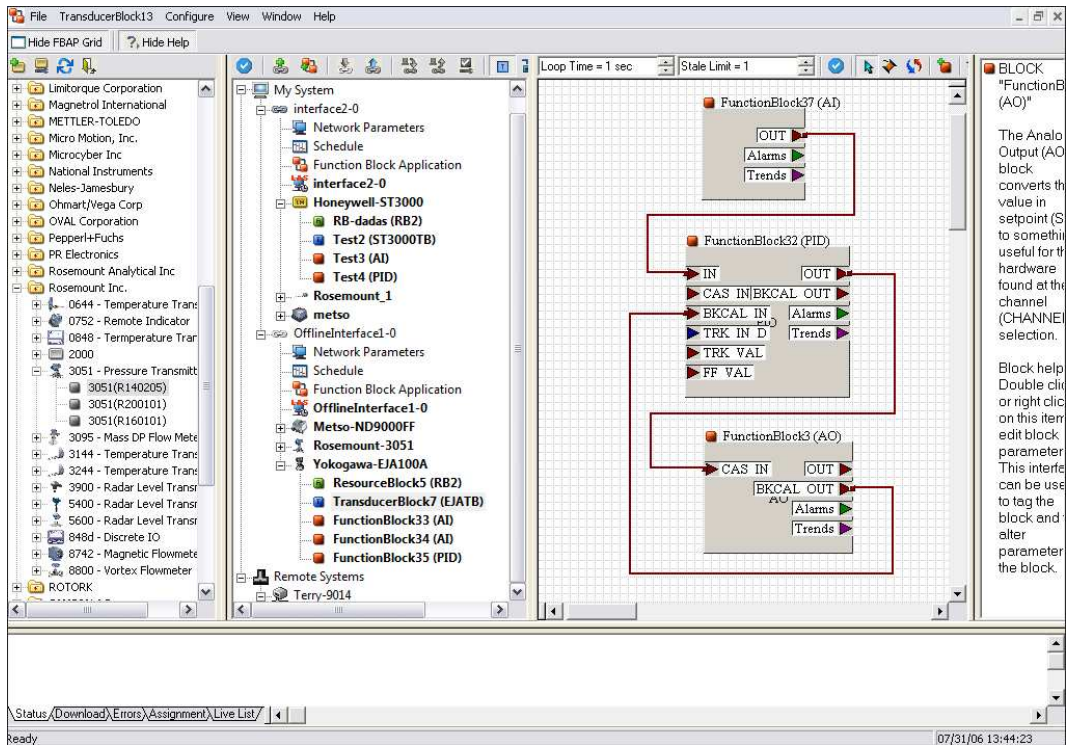 File TransducerBlock13 Configure View Window Help
Hide FBAP Grid ?, Hide Help
Loop Time = 1 sec Stale Limit = 1
Limitorque Corporation
Magnetrol International
METTLER-TOLEDO
Micro Motion, Inc.
Microcyber Inc
National Instruments
Neles-Jamesbury
Ohmart/Vega Corp
OVAL Corporation
Pepperl+Fuchs
PR Electronics
Rosemount Analytical Inc
Rosemount Inc.
0644 - Temperature Trans
0752 - Remote Indicator
0848 - Termperature Trar
2000
3051 - Pressure Transmitt
3051(R140205)
3051(R200101)
3051(R160101)
3095 - Mass DP Flow Mete
3144 - Temperature Trans
3244 - Temperature Trans
3900 - Radar Level Transr
5400 - Radar Level Transr
5600 - Radar Level Transr
848d - Discrete IO
8742 - Magnetic Flowmete
8800 - Vortex Flowmeter
ROTORK
My System
interface2-0
Network Parameters
Schedule
Function Block Application
interface2-0
Honeywell-ST3000
RB-dadas (RB2)
Test2 (ST3000TB)
Test3 (AI)
Test4 (PID)
Rosemount_1
metso
OfflineInterface1-0
Network Parameters
Schedule
Function Block Application
OfflineInterface1-0
Metso-ND9000FF
Rosemount-3051
Yokogawa-EJA100A
ResourceBlock5 (RB2)
TransducerBlock7 (EJATB)
FunctionBlock33 (AI)
FunctionBlock34 (AI)
FunctionBlock35 (PID)
Remote Systems
Terry-9014
FunctionBlock37 (AI)
OUT
Alarms
Trends
FunctionBlock32 (PID)
IN OUT
CAS IN BKCAL OUT
BKCAL IN Alarms
TRK IN D Trends
TRK VAL
FF VAL
FunctionBlock3 (AO)
CAS IN OUT
BKCAL OUT
AO
Alarms
Trends
BLOCK
"FunctionB
(AO)"
The Analo
Output (AO
block
converts th
value in
setpoint (S
to somethi
useful for th
hardware
found at the
channel
(CHANNEL
selection.
Block help
Double clic
or right clic
on this item
edit block
parameter
This interfa
can be use
to tag the
block and
alter
parameter
the block.
Status Download Errors Assignment Live List
Ready 07/31/06 13:44:23